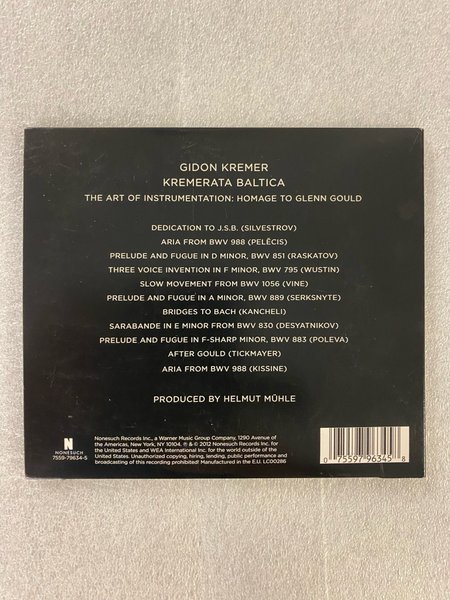 GIDON KREMER
KREMERATA BALTICA
THE ART OF INSTRUMENTATION: HOMAGE TO GLENN GOULD
DEDICATION TO J.S.B. (SILVESTROV)
ARIA FROM BWV 988 (PELĒCIS)
PRELUDE AND FUGUE IN D MINOR, BWV 851 (RASKATOV)
THREE VOICE INVENTION IN F MINOR, BWV 795 (WUSTIN)
SLOW MOVEMENT FROM BWV 1056 (VINE)
PRELUDE AND FUGUE IN A MINOR, BWV 889 (SERKSNYTE)
BRIDGES TO BACH (KANCHELI)
SARABANDE IN E MINOR FROM BWV 830 (DESYATNIKOV)
PRELUDE AND FUGUE IN F-SHARP MINOR, BWV 883 (POLEVA)
AFTER GOULD (TICKMAYER)
ARIA FROM BWV 988 (KISSINE)
PRODUCED BY HELMUT MÜHLE
N
NONESUCH
7559-79634-5
Nonesuch Records Inc., a Warner Music Group Company, 1290 Avenue of
the Americas, New York, NY 10104. ℗ & © 2012 Nonesuch Records Inc. for
the United States and WEA International Inc. for the world outside of the
United States. Unauthorized copying, hiring, lending, public performance and
broadcasting of this recording prohibited! Manufactured in the E.U. LC00286
0 75597 96345 8